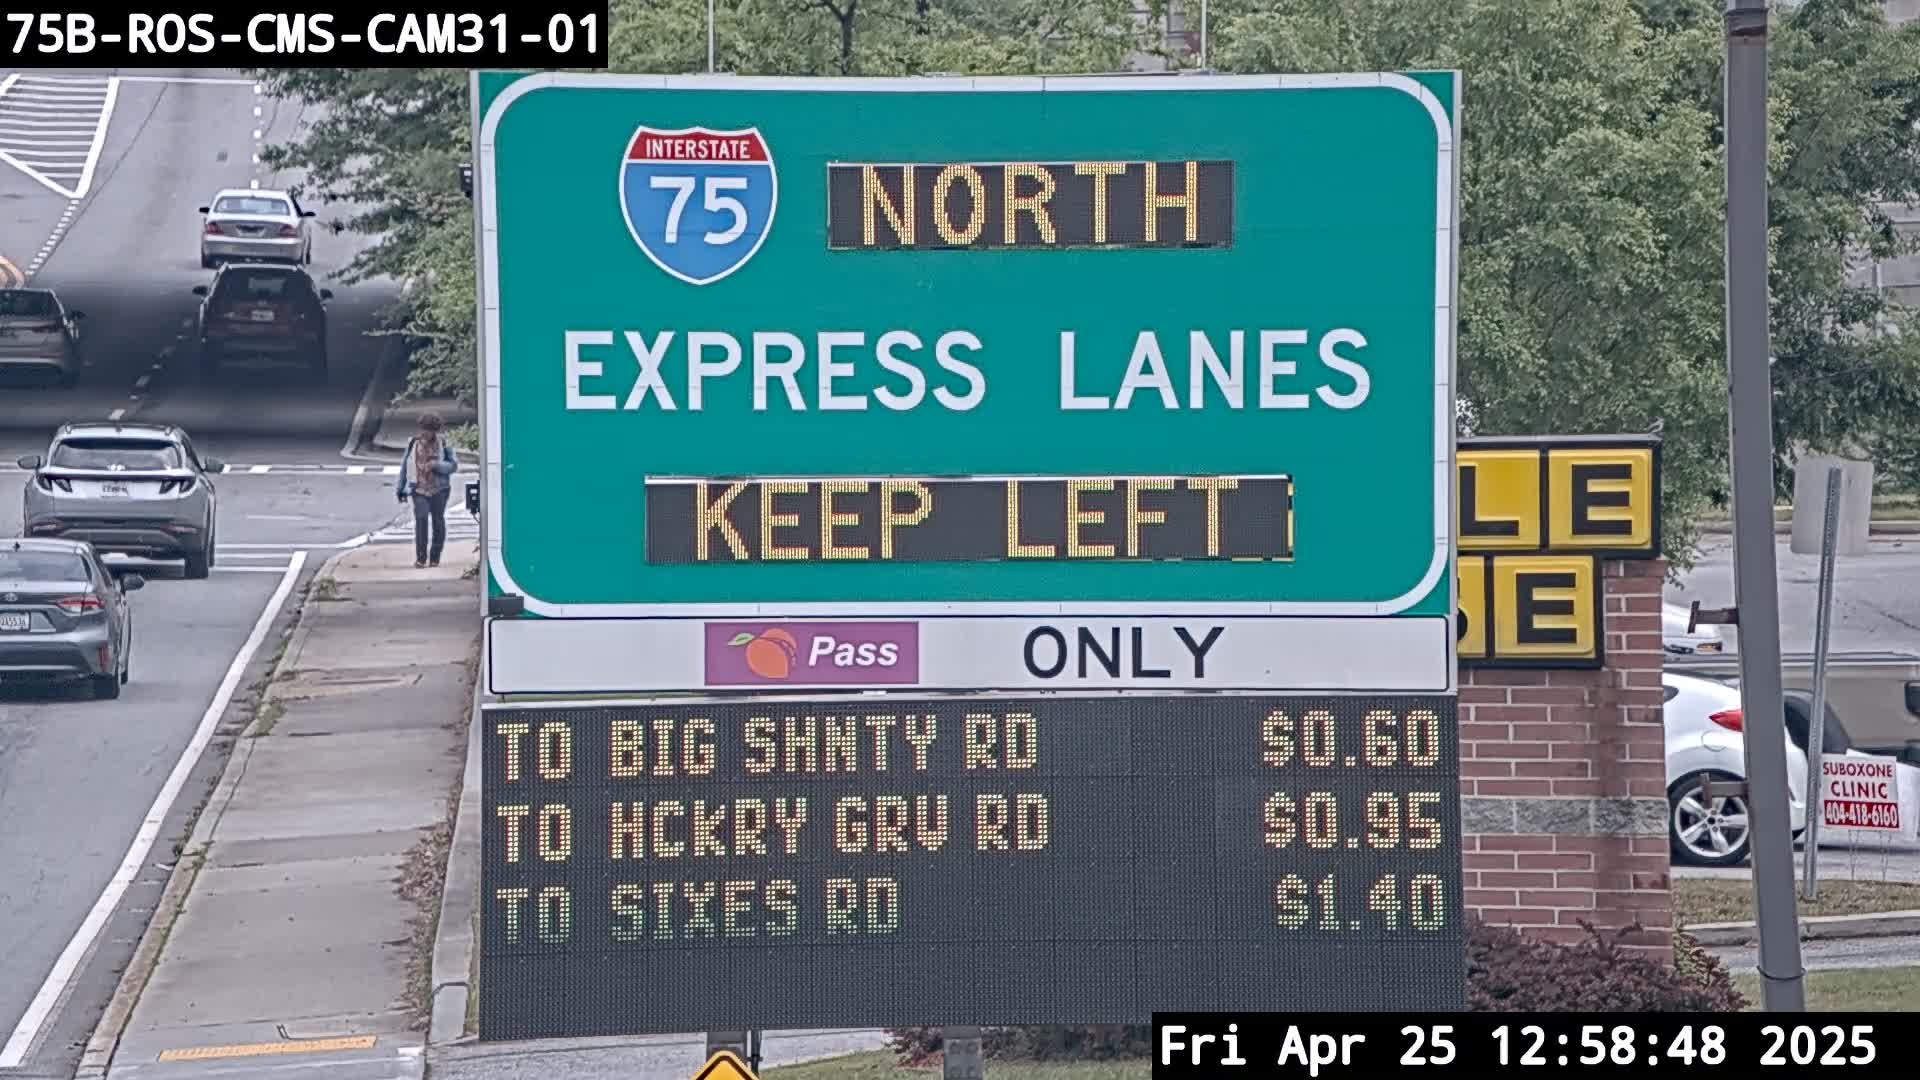 75B-ROS-CMS-CAM31-01
INTERSTATE
75
NORTH
EXPRESS LANES
KEEP LEFT
Pass ONLY
TO BIG SHNTY RD $0.60
TO HCKRY GRV RD $0.95
TO SIXES RD $1.40
LE
E
SUBOXONE
CLINIC
404-418-6160
Fri Apr 25 12:58:48 2025